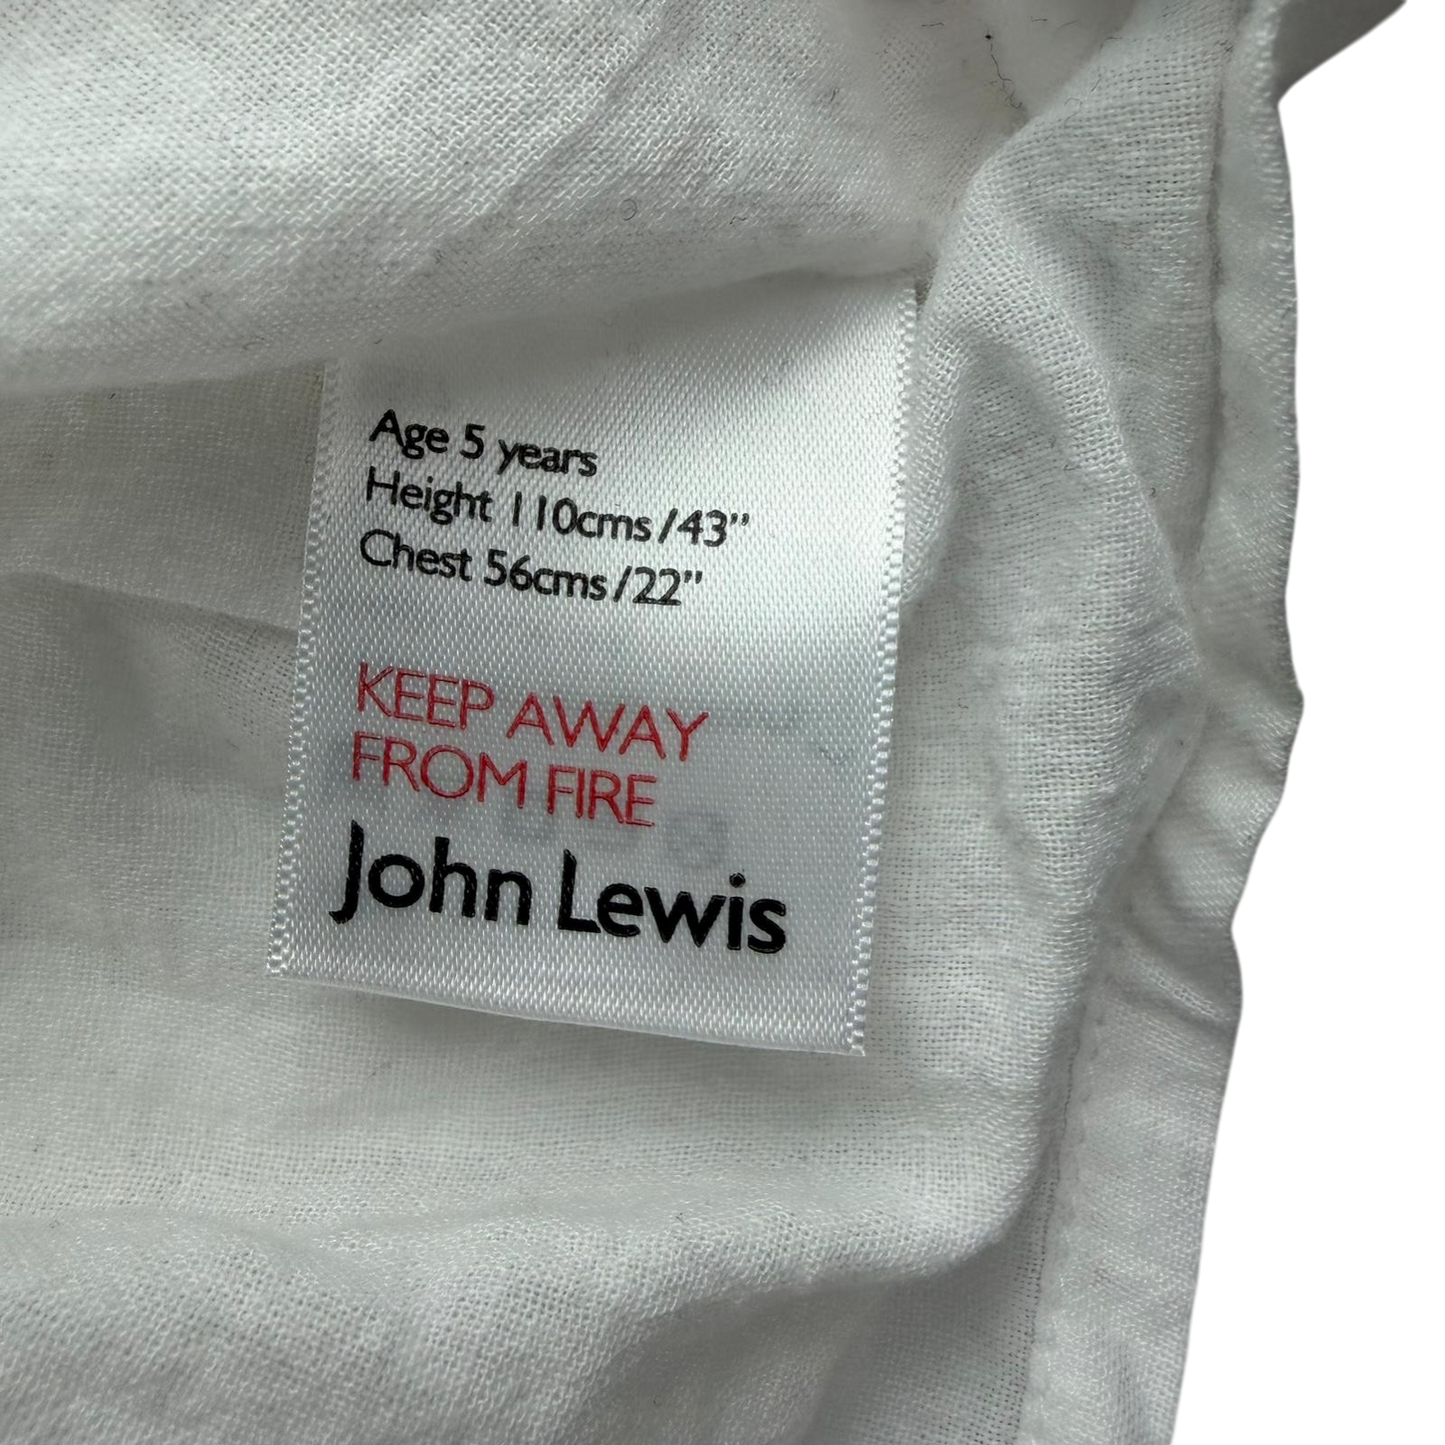 Age 5 years
Height 110cms/43"
Chest 56cms/22"
KEEP AWAY
FROM FIRE
John Lewis